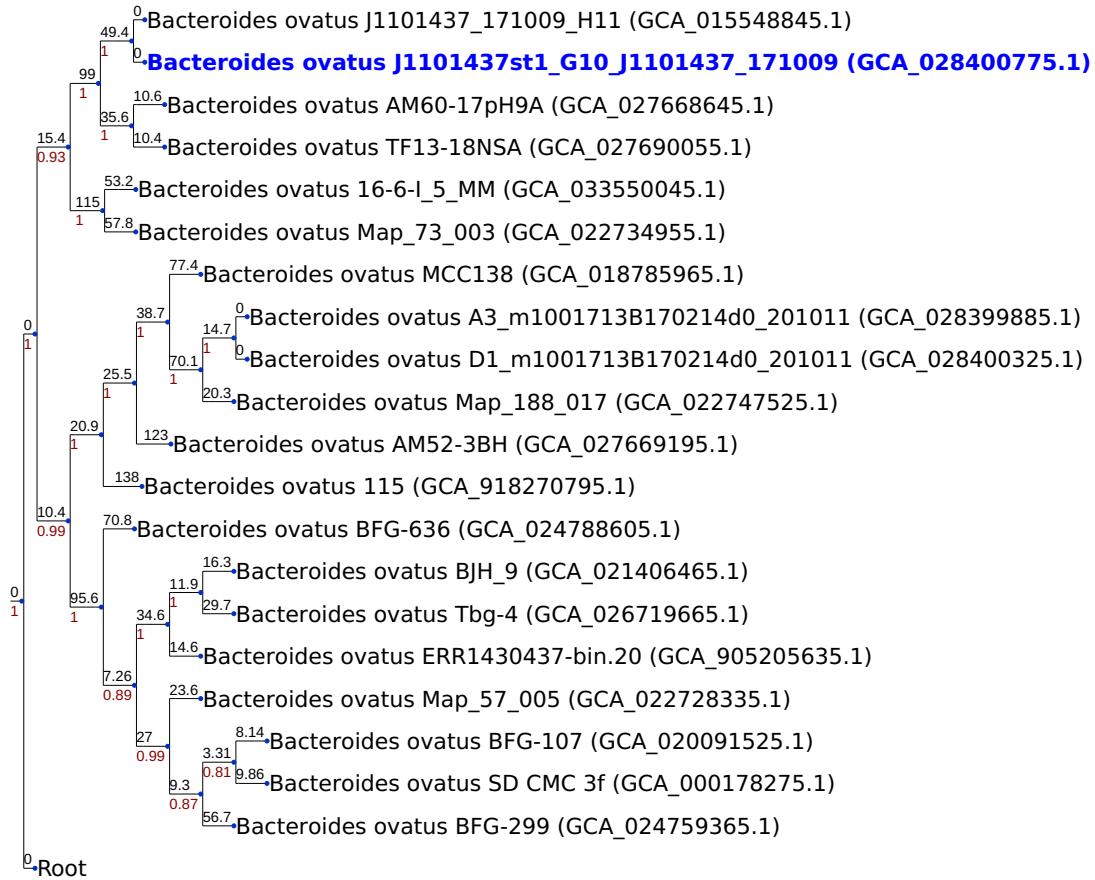 0
Bacteroides ovatus J1101437_171009_H11 (GCA_015548845.1)
49.4
1
0
Bacteroides ovatus J1101437st1_G10_J1101437_171009 (GCA_028400775.1)
99
1
10.6
Bacteroides ovatus AM60-17pH9A (GCA_027668645.1)
35.6
1
10.4
Bacteroides ovatus TF13-18NSA (GCA_027690055.1)
15.4
0.93
53.2
Bacteroides ovatus 16-6-I_5_MM (GCA_033550045.1)
115
1
57.8
Bacteroides ovatus Map_73_003 (GCA_022734955.1)
77.4
Bacteroides ovatus MCC138 (GCA_018785965.1)
38.7
1
0
Bacteroides ovatus A3_m1001713B170214d0_201011 (GCA_028399885.1)
0
1
14.7
1
0
Bacteroides ovatus D1_m1001713B170214d0_201011 (GCA_028400325.1)
70.1
1
25.5
1
20.3
Bacteroides ovatus Map_188_017 (GCA_022747525.1)
20.9
1
123
Bacteroides ovatus AM52-3BH (GCA_027669195.1)
138
Bacteroides ovatus 115 (GCA_918270795.1)
10.4
0.99
70.8
Bacteroides ovatus BFG-636 (GCA_024788605.1)
16.3
Bacteroides ovatus BJH_9 (GCA_021406465.1)
11.9
1
0
1
95.6
1
29.7
Bacteroides ovatus Tbg-4 (GCA_026719665.1)
34.6
1
14.6
Bacteroides ovatus ERR1430437-bin.20 (GCA_905205635.1)
7.26
0.89
23.6
Bacteroides ovatus Map_57_005 (GCA_022728335.1)
27
0.99
8.14
Bacteroides ovatus BFG-107 (GCA_020091525.1)
3.31
0.81
9.86
Bacteroides ovatus SD CMC 3f (GCA_000178275.1)
9.3
0.87
56.7
Bacteroides ovatus BFG-299 (GCA_024759365.1)
0
Root